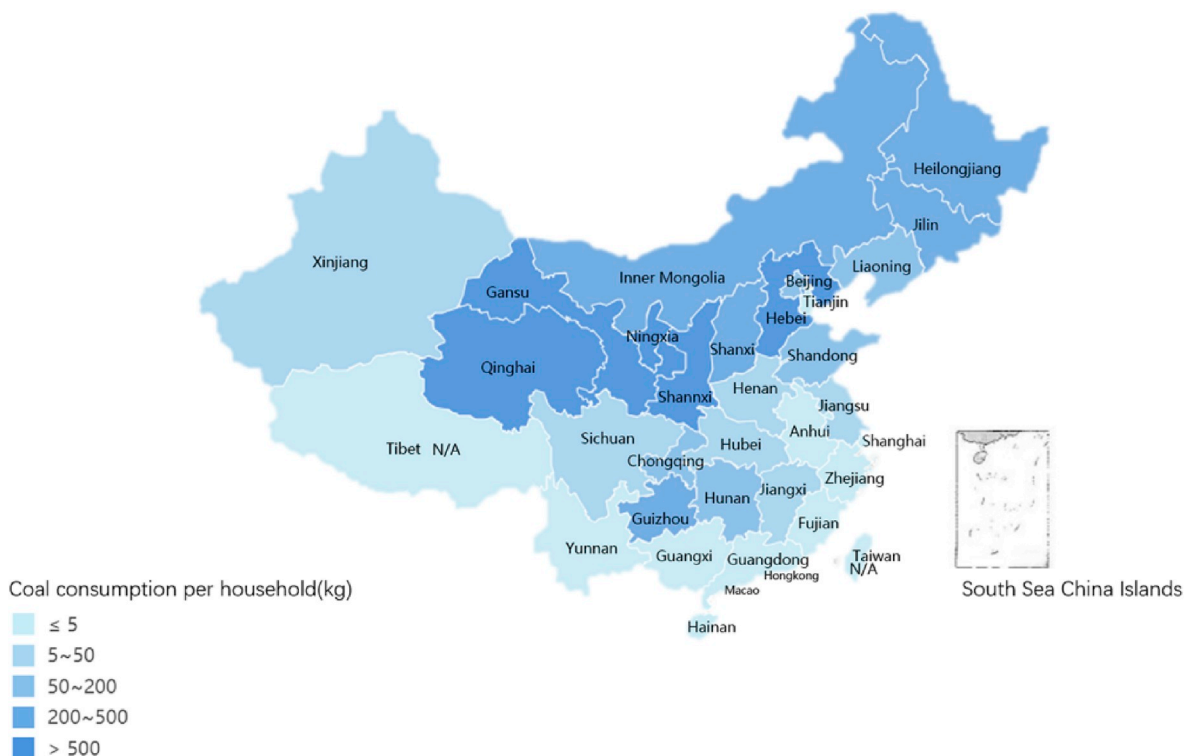 Heilongjiang
Jilin
Xinjiang
Liaoning
Inner Mongolia
Beijing
Gansu
Tianjin
Hebei
Ningxia
Shanxi
Shandong
Qinghai
Henan
Shannxi
Jiangsu
Anhui
Sichuan
Shanghai
Hubei
Tibet N/A
Chongqing
Zhejiang
Jiangxi
Hunan
Guizhou
Fujian
Yunnan
Guangxi
Guangdong
Taiwan
N/A
Hongkong
Macao
South Sea China Islands
Hainan
Coal consumption per household(kg)
≤ 5
5~50
50~200
200~500
> 500